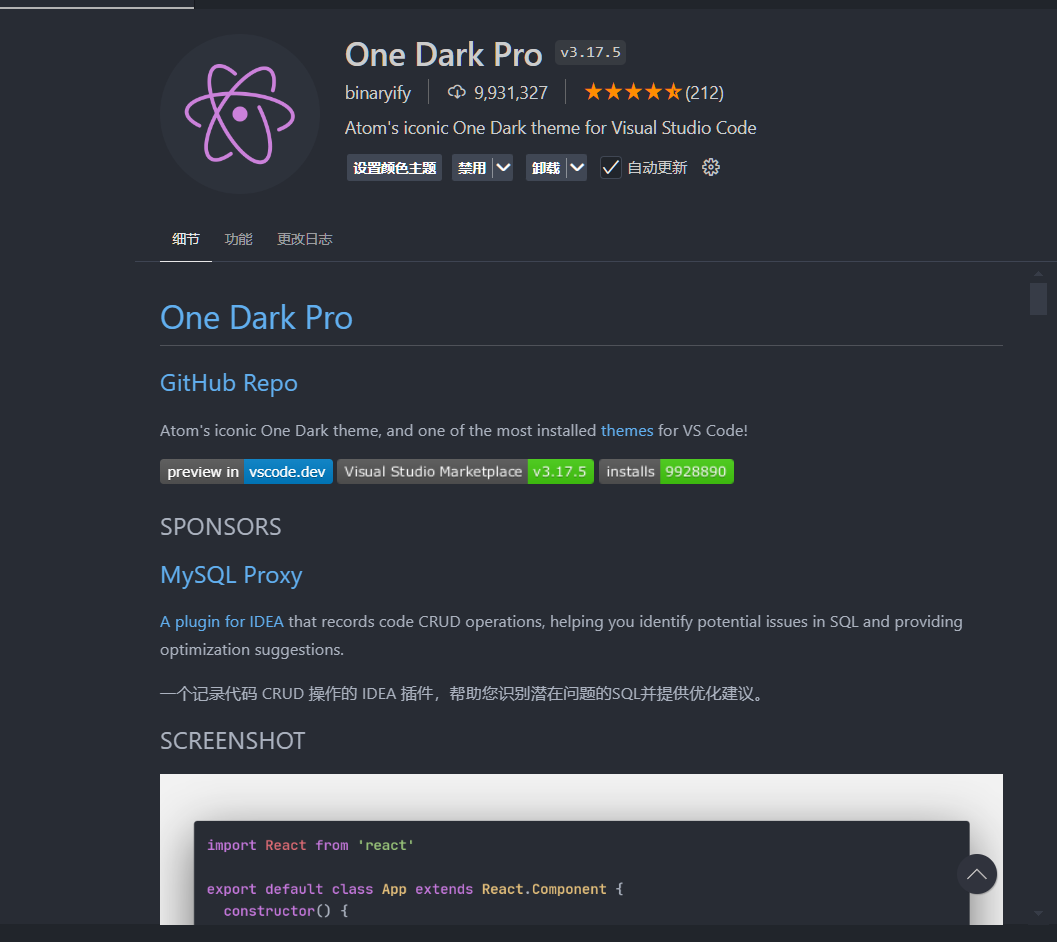 One Dark Pro v3.17.5
binaryify 9,931,327 (212)
Atom's iconic One Dark theme for Visual Studio Code
设置颜色主题 禁用 卸载 自动更新
细节 功能 更改日志
One Dark Pro
GitHub Repo
Atom's iconic One Dark theme, and one of the most installed themes for VS Code!
preview in vscode.dev Visual Studio Marketplace v3.17.5 installs 9928890
SPONSORS
MySQL Proxy
A plugin for IDEA that records code CRUD operations, helping you identify potential issues in SQL and providing
optimization suggestions.
一个记录代码 CRUD 操作的 IDEA 插件，帮助您识别潜在问题的SQL并提供优化建议。
SCREENSHOT
import React from 'react'
export default class App extends React.Component {
constructor() {